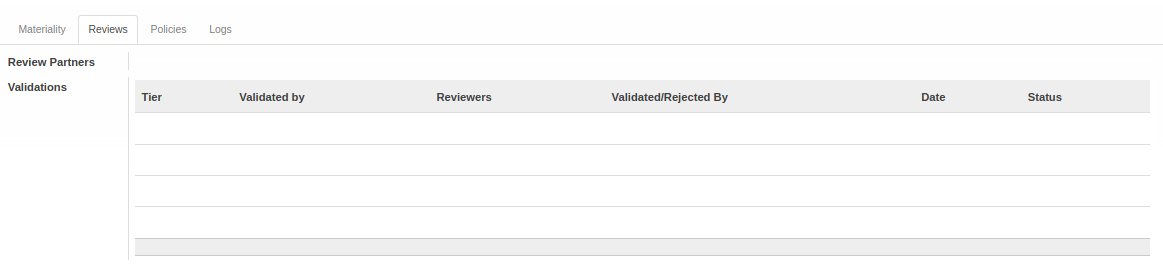 Materiality Reviews Policies Logs
Review Partners
Validations
Tier Validated by Reviewers Validated/Rejected By Date Status